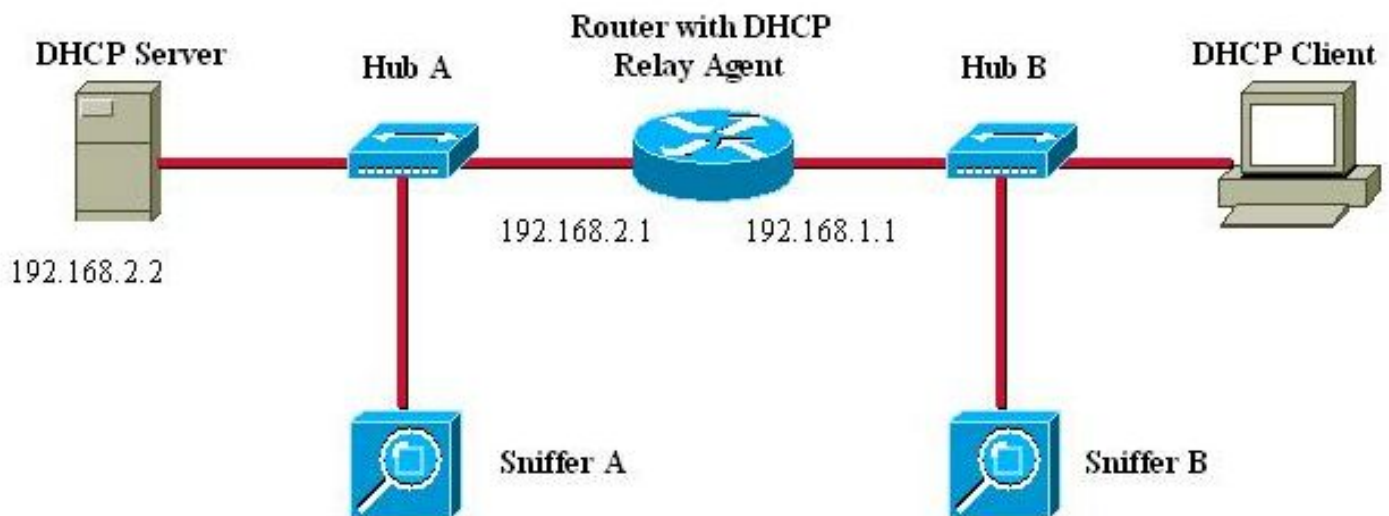 DHCP Server
Hub A
Router with DHCP
Relay Agent
Hub B
DHCP Client
192.168.2.2
192.168.2.1
192.168.1.1
Sniffer A
Sniffer B